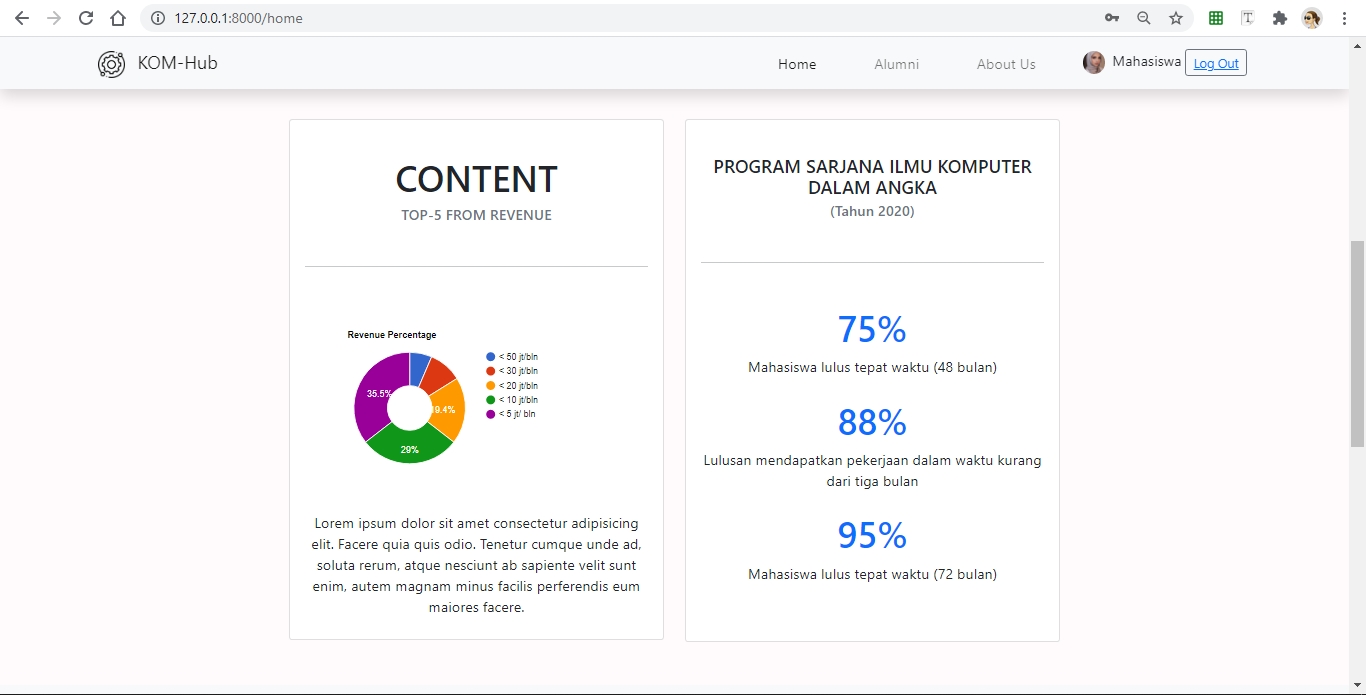 127.0.0.1:8000/home
KOM-Hub
Home
Alumni
About Us
Mahasiswa
Log Out
CONTENT
TOP-5 FROM REVENUE
Revenue Percentage
< 50 jt/bln
< 30 jt/bln
< 20 jt/bln
< 10 jt/bln
< 5 jt/ bln
35.5%
19.4%
29%
Lorem ipsum dolor sit amet consectetur adipisicing
elit. Facere quia quis odio. Tenetur cumque unde ad,
soluta rerum, atque nesciunt ab sapiente velit sunt
enim, autem magnam minus facilis perferendis eum
maiores facere.
PROGRAM SARJANA ILMU KOMPUTER
DALAM ANGKA
(Tahun 2020)
75%
Mahasiswa lulus tepat waktu (48 bulan)
88%
Lulusan mendapatkan pekerjaan dalam waktu kurang
dari tiga bulan
95%
Mahasiswa lulus tepat waktu (72 bulan)